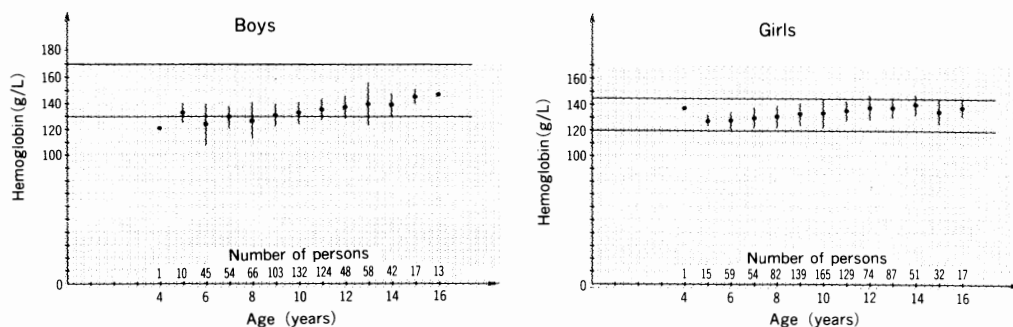 Boys
Hemoglobin (g/L)
180
160
140
120
100
0
Number of persons
1 10 45 54 66 103 132 124 48 58 42 17 13
4 6 8 10 12 14 16
Age (years)
Girls
Hemoglobin (g/L)
160
140
120
100
0
Number of persons
1 15 59 54 82 139 165 129 74 87 51 32 17
4 6 8 10 12 14 16
Age (years)